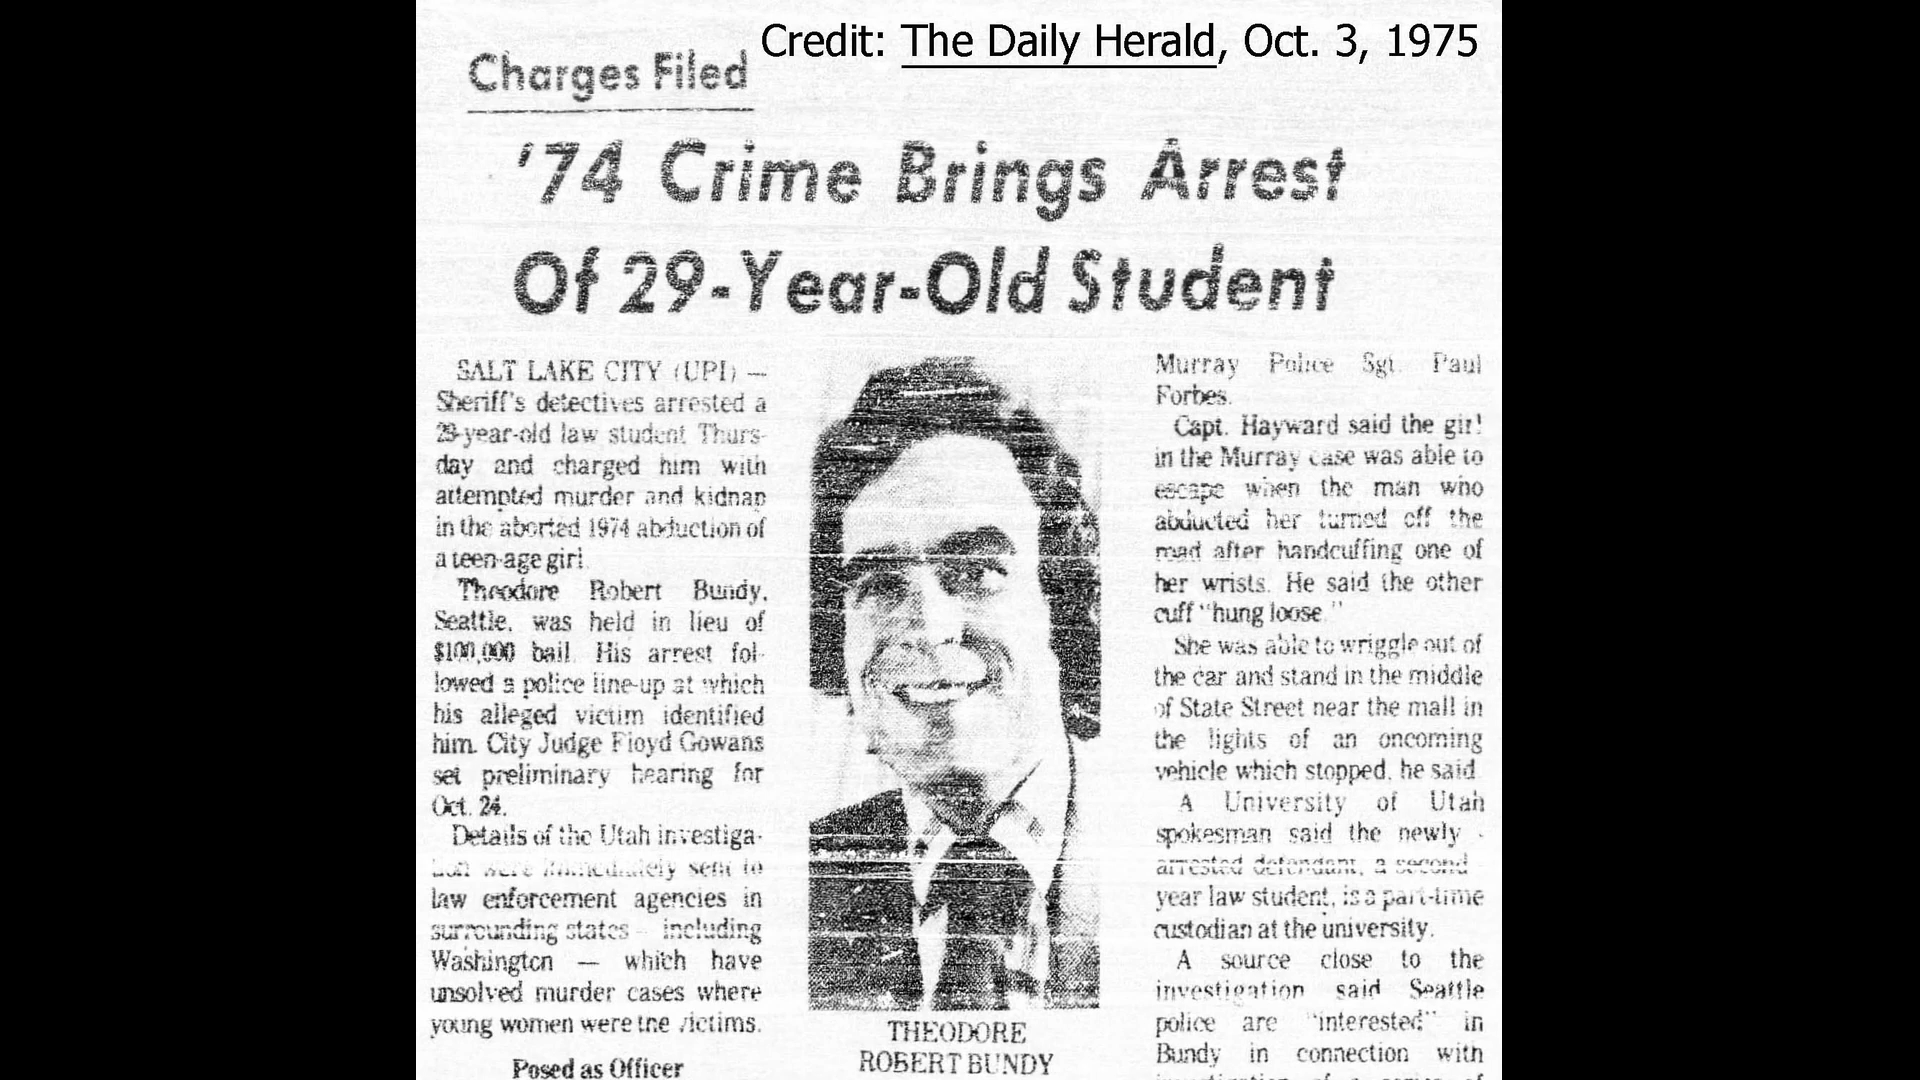 Credit: The Daily Herald, Oct. 3, 1975
Charges Filed
'74 Crime Brings Arrest
Of 29-Year-Old Student
SALT LAKE CITY (UPI) —
Sheriff's detectives arrested a
29-year-old law student Thurs-
day and charged him with
attempted murder and kidnap
in the aborted 1974 abduction of
a teen-age girl.
Theodore Robert Bundy,
Seattle, was held in lieu of
$100,000 bail. His arrest fol-
lowed a police line-up at which
his alleged victim identified
him. City Judge Floyd Gowans
set preliminary hearing for
Oct. 24.
Details of the Utah investiga-
tion were immediately sent to
law enforcement agencies in
surrounding states — including
Washington — which have
unsolved murder cases where
young women were the victims.
Posed as Officer
THEODORE
ROBERT BUNDY
Murray Police Sgt. Paul
Forbes.
Capt. Hayward said the girl
in the Murray case was able to
escape when the man who
abducted her turned off the
road after handcuffing one of
her wrists. He said the other
cuff "hung loose."
She was able to wriggle out of
the car and stand in the middle
of State Street near the mall in
the lights of an oncoming
vehicle which stopped, he said.
A University of Utah
spokesman said the newly -
arrested defendant, a second -
year law student, is a part-time
custodian at the university.
A source close to the
investigation said Seattle
police are "interested" in
Bundy in connection with
investigation of a series of